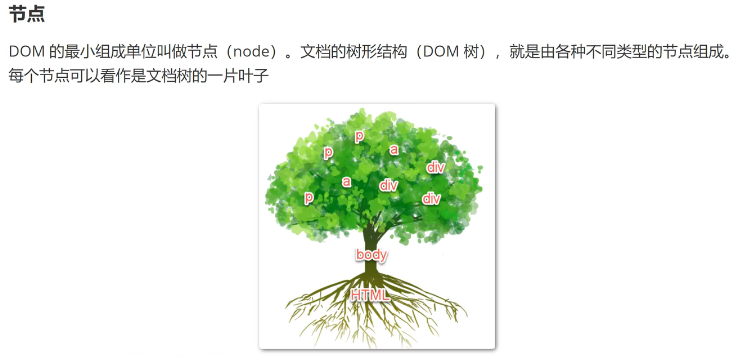 节点
DOM 的最小组成单位叫做节点（node）。文档的树形结构（DOM 树），就是由各种不同类型的节点组成。
每个节点可以看作是文档树的一片叶子
p
p
a
div
a
div
p
div
body
HTML